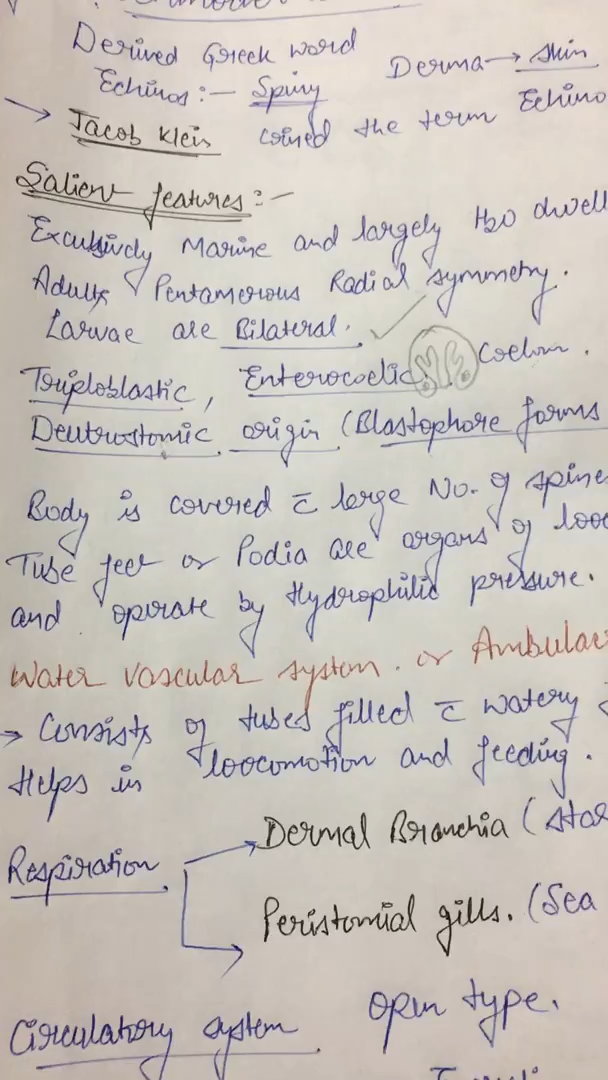 Derived Greek word
Echinos:- Spiny Derma → skin
→ Jacob Klein coined the term Echino
Salient features:-
Excusively Marine and largely H2O dwell
Adults Pentamerous Radial symmetry.
Larvae are Bilateral.
Triploblastic, Enterocoelic Coelom.
Deutrostomic origin (Blastophore forms
Body is covered c̄ large No. of spine
Tube feet or Podia are organs of loco
and operate by Hydrophilic pressure.
Water vascular system. or Ambulac
→ Consists of tubes filled c̄ watery f
Helps in loocomotion and feeding.
Respiration Dermal Branchia (star
Peristomial gills. (Sea
Circulatory system open type.